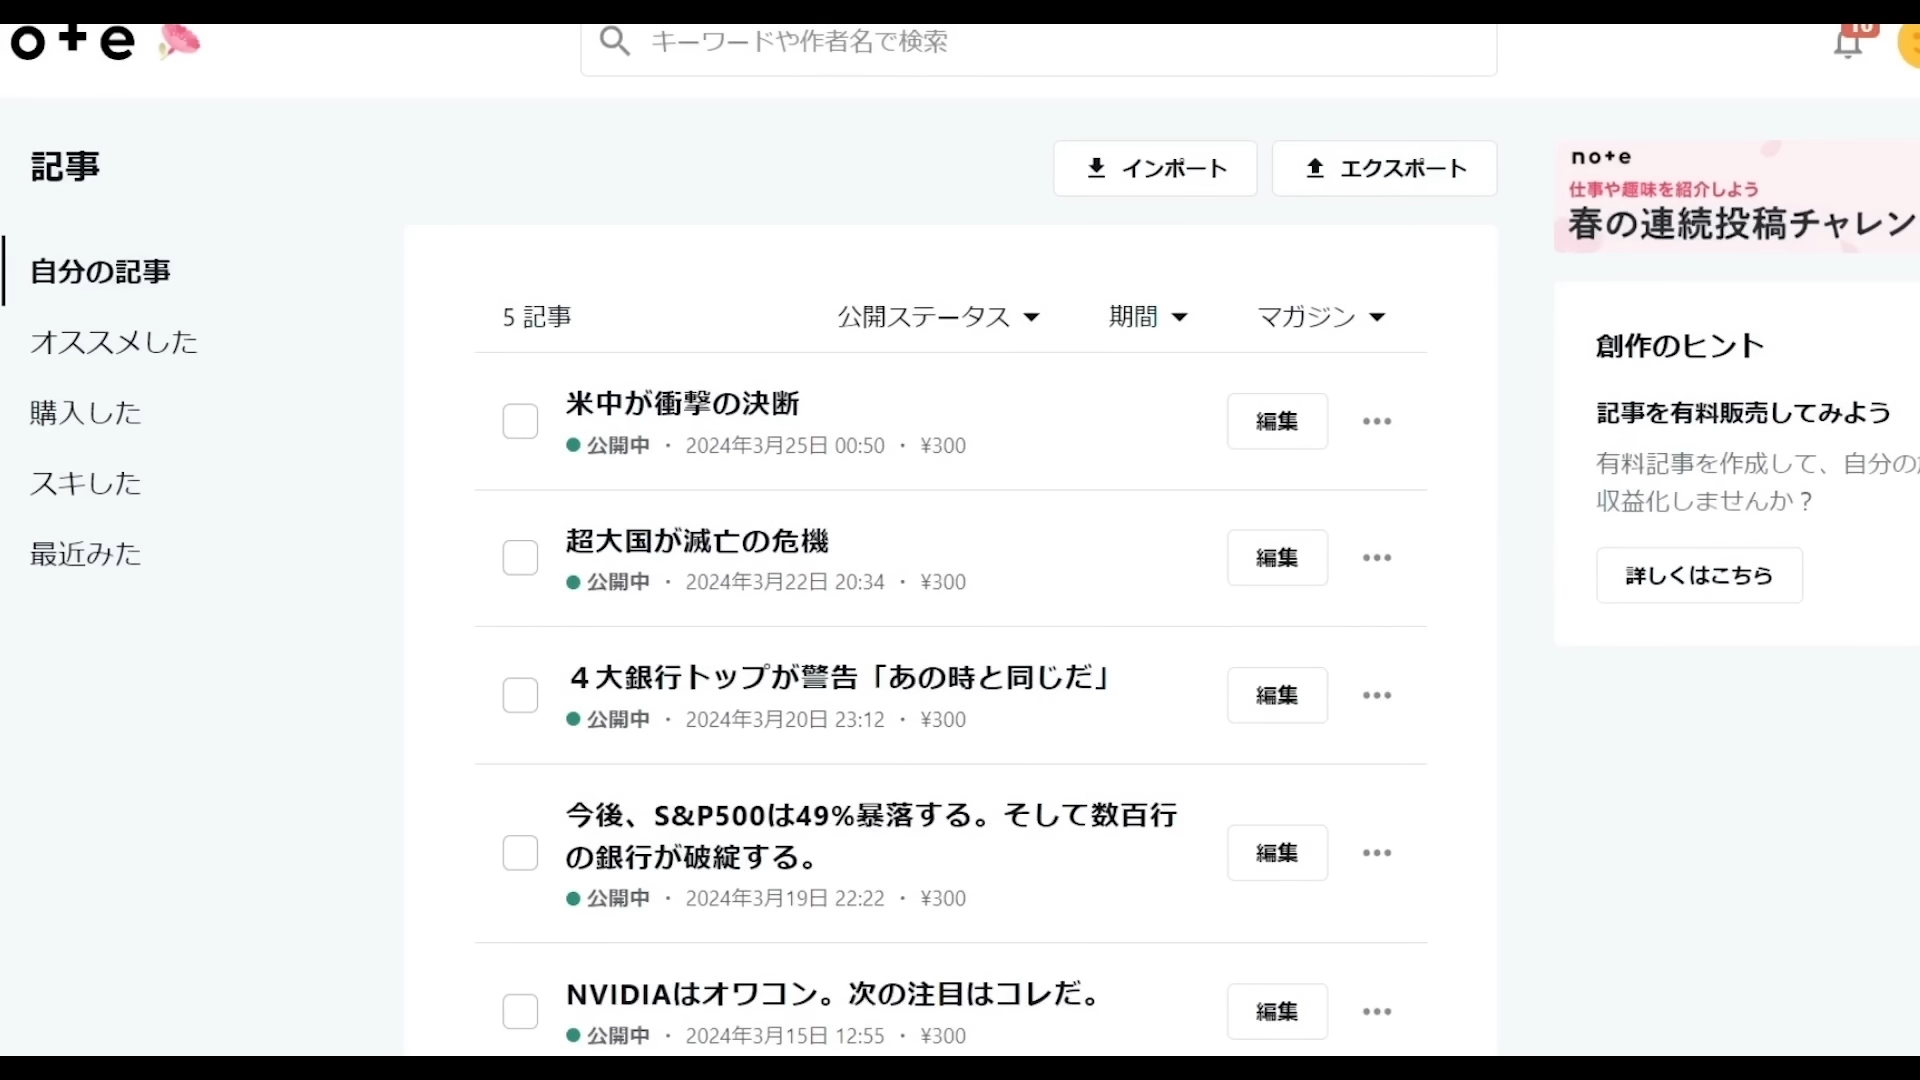 ote
キーワードや作者名で検索
10
記事
インポート
エクスポート
note
仕事や趣味を紹介しよう
春の連続投稿チャレン
自分の記事
オススメした
購入した
スキした
最近みた
5 記事
公開ステータス
期間
マガジン
米中が衝撃の決断
公開中 ・ 2024年3月25日 00:50 ・ ¥300
編集
超大国が滅亡の危機
公開中 ・ 2024年3月22日 20:34 ・ ¥300
編集
４大銀行トップが警告「あの時と同じだ」
公開中 ・ 2024年3月20日 23:12 ・ ¥300
編集
今後、S&P500は49%暴落する。そして数百行
の銀行が破綻する。
公開中 ・ 2024年3月19日 22:22 ・ ¥300
編集
NVIDIAはオワコン。次の注目はコレだ。
公開中 ・ 2024年3月15日 12:55 ・ ¥300
編集
創作のヒント
記事を有料販売してみよう
有料記事を作成して、自分の
収益化しませんか？
詳しくはこちら